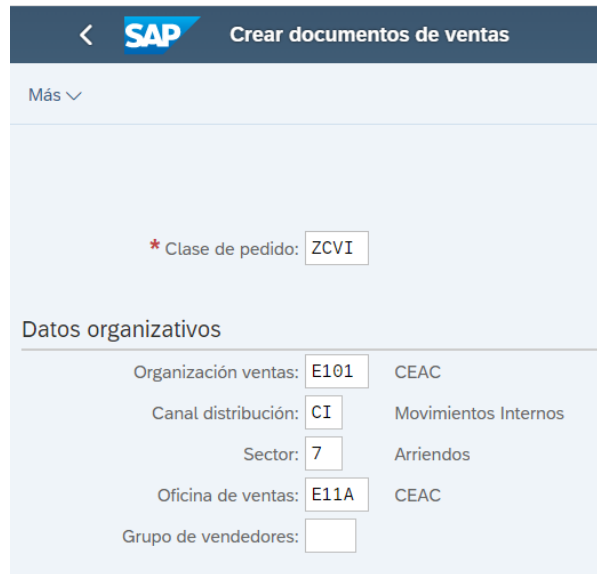 SAP Crear documentos de ventas
Más
* Clase de pedido: ZCVI
Datos organizativos
Organización ventas: E101 CEAC
Canal distribución: CI Movimientos Internos
Sector: 7 Arriendos
Oficina de ventas: E11A CEAC
Grupo de vendedores: